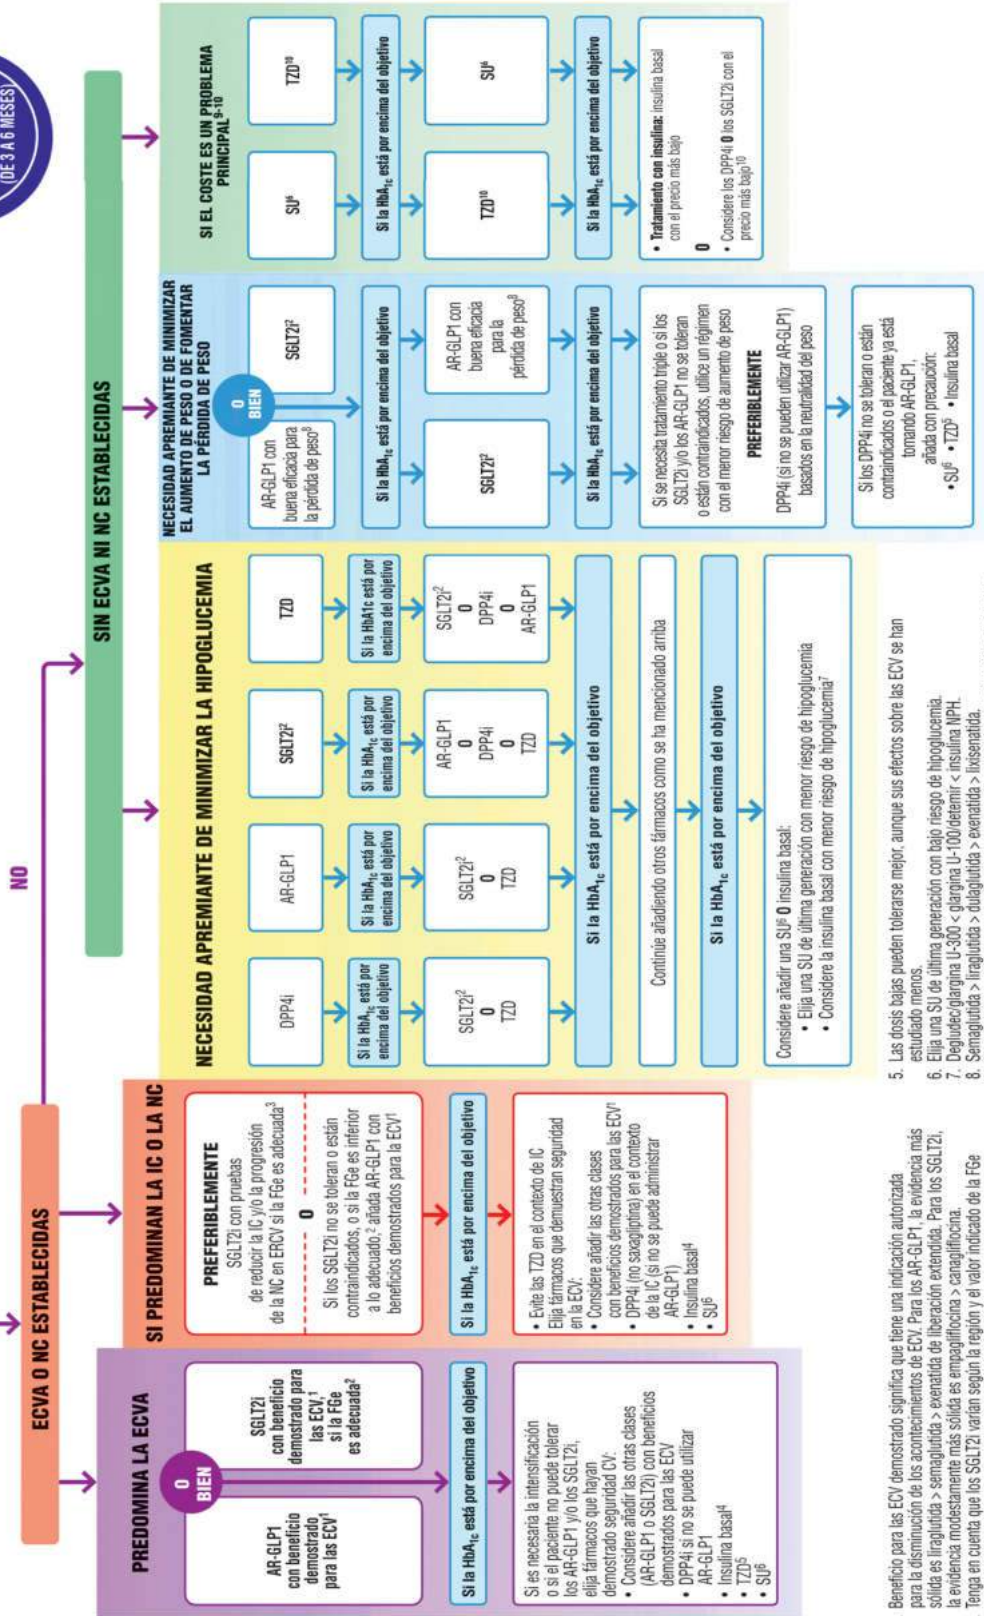 (DE 3 A 6 MESES)
NO
ECVA O NC ESTABLECIDAS
PREDOMINA LA ECVA
O
BIEN
AR-GLP1
con beneficio
demostrado
para las ECV¹
SGLT2i
con beneficio
demostrado para
las ECV,¹
si la FGe
es adecuada²
Si la HbA₁c está por encima del objetivo
Si es necesaria la intensificación
o si el paciente no puede tolerar
los AR-GLP1 y/o los SGLT2i,
elija fármacos que hayan
demostrado seguridad CV:
• Considere añadir las otras clases
(AR-GLP1 o SGLT2i) con beneficios
demostrados para las ECV
• DPP4i si no se puede utilizar
AR-GLP1
• Insulina basal⁴
• TZD⁵
• SU⁶
SI PREDOMINAN LA IC O LA NC
PREFERIBLEMENTE
SGLT2i con pruebas
de reducir la IC y/o la progresión
de la NC en ERCV si la FGe es adecuada³
O
Si los SGLT2i no se toleran o están
contraindicados, o si la FGe es inferior
a lo adecuado,² añada AR-GLP1 con
beneficios demostrados para la ECV¹
Si la HbA₁c está por encima del objetivo
• Evite las TZD en el contexto de IC
Elija fármacos que demuestran seguridad
en la ECV:
• Considere añadir las otras clases
con beneficios demostrados para las ECV¹
• DPP4i (no saxagliptina) en el contexto
de la IC (si no se puede administrar
AR-GLP1)
• Insulina basal⁴
• SU⁶
SIN ECVA NI NC ESTABLECIDAS
NECESIDAD APREMIANTE DE MINIMIZAR LA HIPOGLUCEMIA
DPP4i
Si la HbA₁c está por
encima del objetivo
SGLT2i²
O
TZD
AR-GLP1
Si la HbA₁c está por
encima del objetivo
SGLT2i²
O
TZD
SGLT2i²
Si la HbA₁c está por
encima del objetivo
AR-GLP1
O
DPP4i
O
TZD
TZD
Si la HbA1c está por
encima del objetivo
SGLT2i²
O
DPP4i
O
AR-GLP1
Si la HbA₁c está por encima del objetivo
Continúe añadiendo otros fármacos como se ha mencionado arriba
Si la HbA₁c está por encima del objetivo
Considere añadir una SU⁶ O insulina basal:
• Elija una SU de última generación con menor riesgo de hipoglucemia
• Considere la insulina basal con menor riesgo de hipoglucemia⁷
NECESIDAD APREMIANTE DE MINIMIZAR
EL AUMENTO DE PESO O DE FOMENTAR
LA PÉRDIDA DE PESO
O
BIEN
AR-GLP1 con
buena eficacia para
la pérdida de peso⁸
SGLT2i²
Si la HbA₁c está por encima del objetivo
SGLT2i²
AR-GLP1 con
buena eficacia
para la
pérdida de peso⁸
Si la HbA₁c está por encima del objetivo
Si se necesita tratamiento triple o si los
SGLT2i y/o los AR-GLP1 no se toleran
o están contraindicados, utilice un régimen
con el menor riesgo de aumento de peso
PREFERIBLEMENTE
DPP4i (si no se pueden utilizar AR-GLP1)
basados en la neutralidad del peso
Si los DPP4i no se toleran o están
contraindicados o el paciente ya está
tomando AR-GLP1,
añada con precaución:
• SU⁶ • TZD⁵ • Insulina basal
SI EL COSTE ES UN PROBLEMA
PRINCIPAL⁹⁻¹⁰
SU⁶
TZD¹⁰
Si la HbA₁c está por encima del objetivo
TZD¹⁰
SU⁶
Si la HbA₁c está por encima del objetivo
• Tratamiento con insulina: insulina basal
con el precio más bajo
O
• Considere los DPP4i O los SGLT2i con el
precio más bajo¹⁰
Beneficio para las ECV demostrado significa que tiene una indicación autorizada
para la disminución de los acontecimientos de ECV. Para los AR-GLP1, la evidencia más
sólida es liraglutida > semaglutida > exenatida de liberación extendida. Para los SGLT2i,
la evidencia modestamente más sólida es empagliflocina > canagliflocina.
Tenga en cuenta que los SGLT2i varían según la región y el valor indicado de la FGe
5. Las dosis bajas pueden tolerarse mejor, aunque sus efectos sobre las ECV se han
estudiado menos.
6. Elija una SU de última generación con bajo riesgo de hipoglucemia.
7. Degludec/glargina U-300 < glargina U-100/detemir < insulina NPH.
8. Semaglutida > liraglutida > dulaglutida > exenatida > lixisenatida.